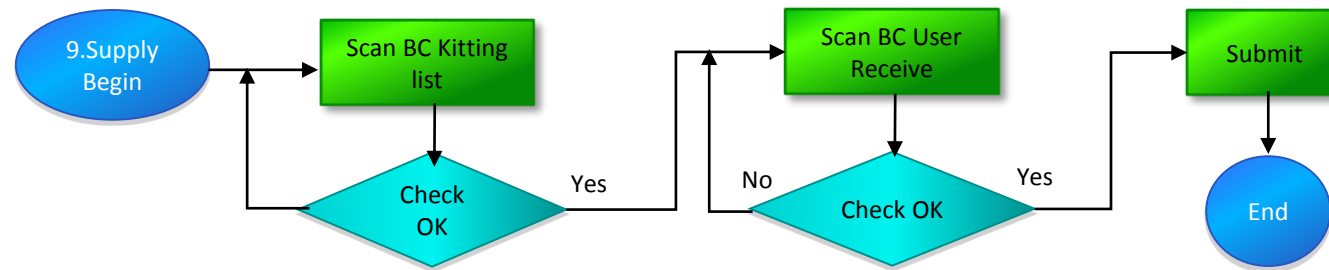 9.Supply
Begin
Scan BC Kitting
list
Check
OK
Yes
Scan BC User
Receive
No
Check OK
Yes
Submit
End